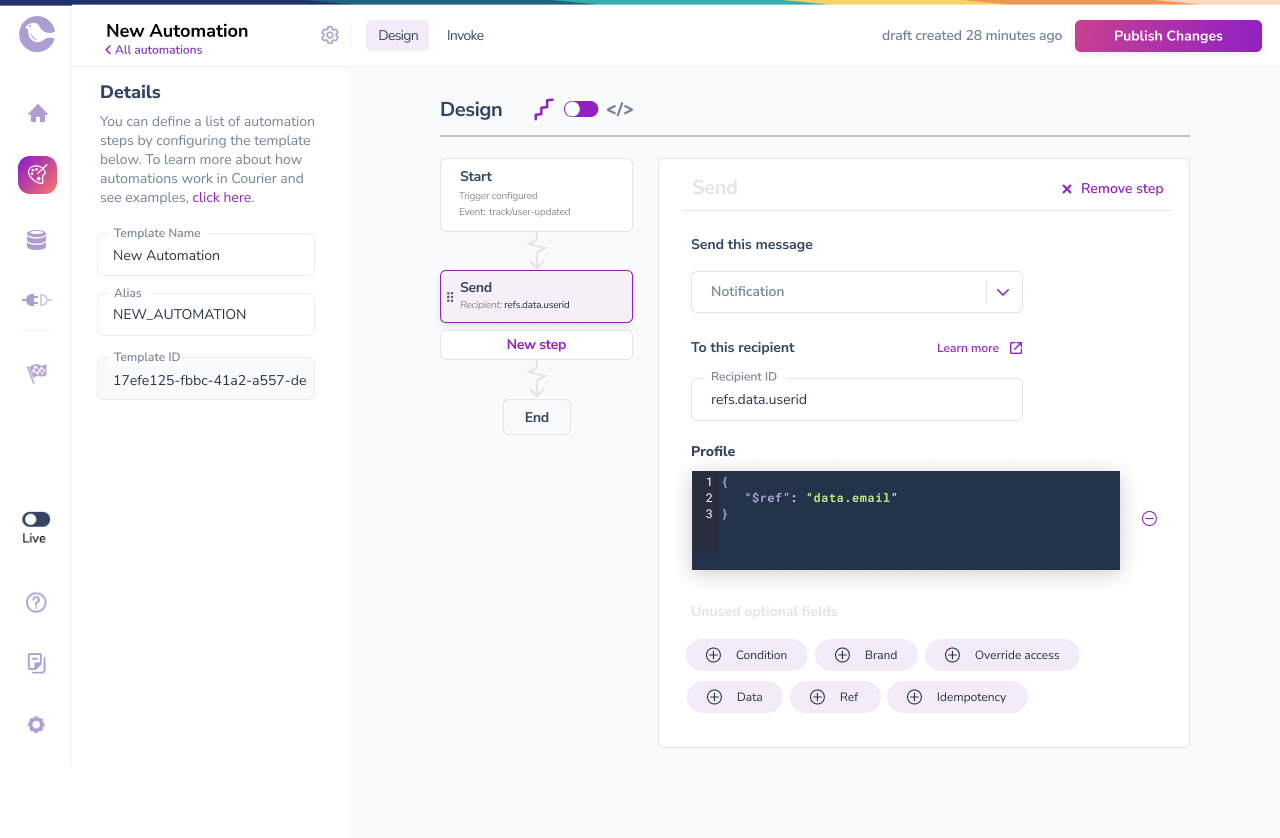 New Automation
All automations
Design
Invoke
draft created 28 minutes ago
Publish Changes
Details
You can define a list of automation
steps by configuring the template
below. To learn more about how
automations work in Courier and
see examples, click here.
Template Name
New Automation
Alias
NEW_AUTOMATION
Template ID
17efe125-fbbc-41a2-a557-de
Live
Design
</>
Start
Trigger configured
Event: track/user-updated
Send
Recipient: refs.data.userid
New step
End
Send
Remove step
Send this message
Notification
To this recipient
Learn more
Recipient ID
refs.data.userid
Profile
1 {
2 “$ref”: “data.email”
3 }
Unused optional fields
Condition
Brand
Override access
Data
Ref
Idempotency